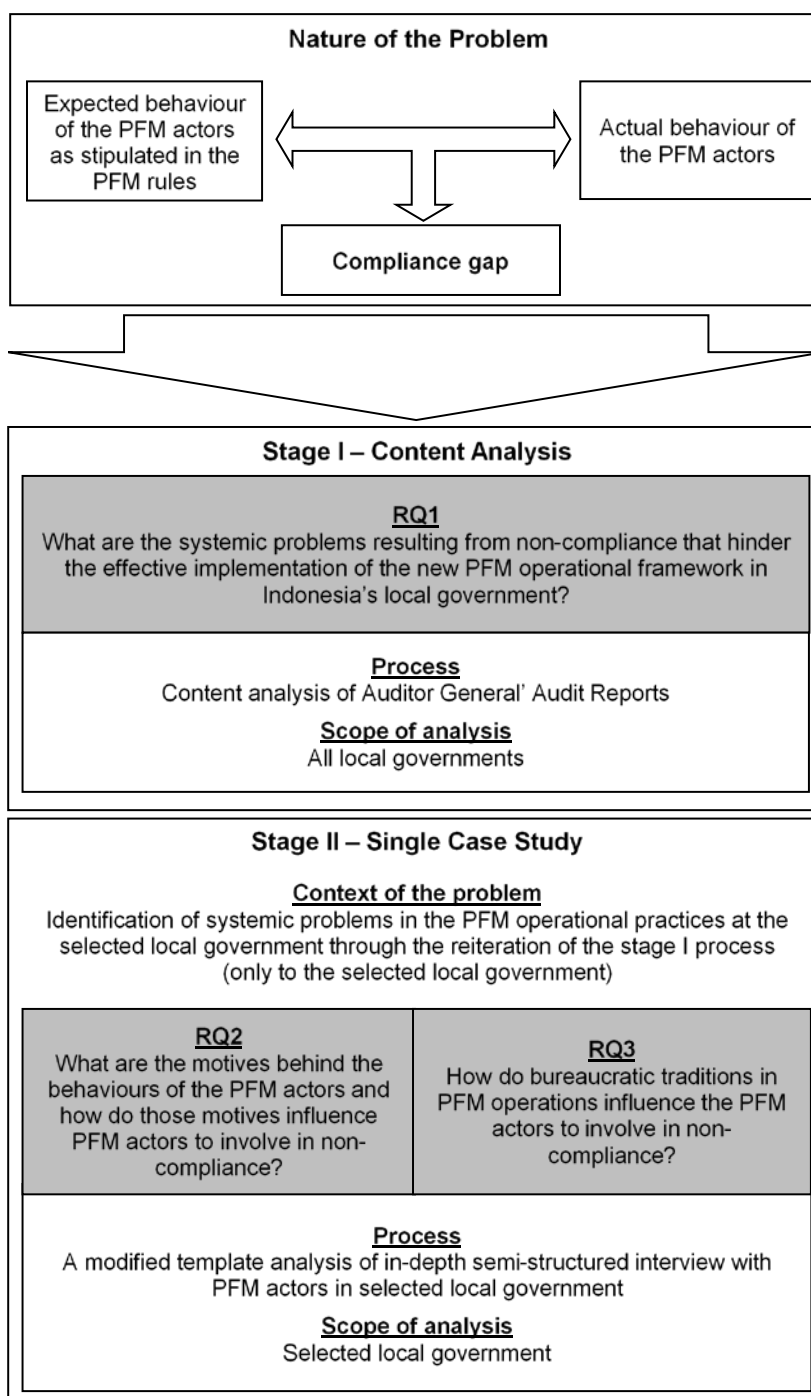 Nature of the Problem
Expected behaviour
of the PFM actors
as stipulated in the
PFM rules
Actual behaviour of
the PFM actors
Compliance gap
Stage I – Content Analysis
RQ1
What are the systemic problems resulting from non-compliance that hinder
the effective implementation of the new PFM operational framework in
Indonesia's local government?
Process
Content analysis of Auditor General' Audit Reports
Scope of analysis
All local governments
Stage II – Single Case Study
Context of the problem
Identification of systemic problems in the PFM operational practices at the
selected local government through the reiteration of the stage I process
(only to the selected local government)
RQ2
What are the motives behind the
behaviours of the PFM actors and
how do those motives influence
PFM actors to involve in non-
compliance?
RQ3
How do bureaucratic traditions in
PFM operations influence the PFM
actors to involve in non-
compliance?
Process
A modified template analysis of in-depth semi-structured interview with
PFM actors in selected local government
Scope of analysis
Selected local government